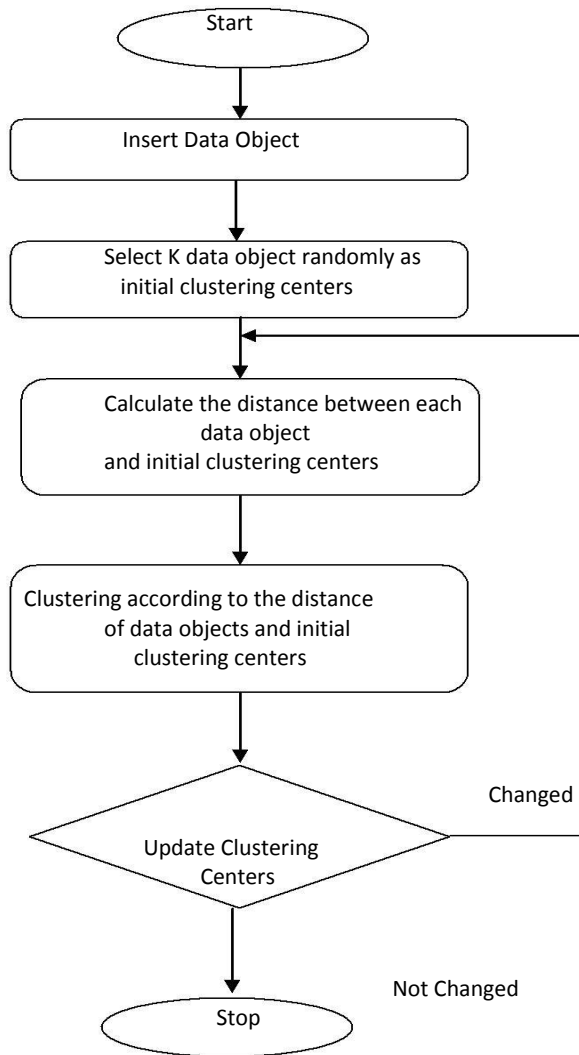 Start
Insert Data Object
Select K data object randomly as
initial clustering centers
Calculate the distance between each
data object
and initial clustering centers
Clustering according to the distance
of data objects and initial
clustering centers
Changed
Update Clustering
Centers
Not Changed
Stop